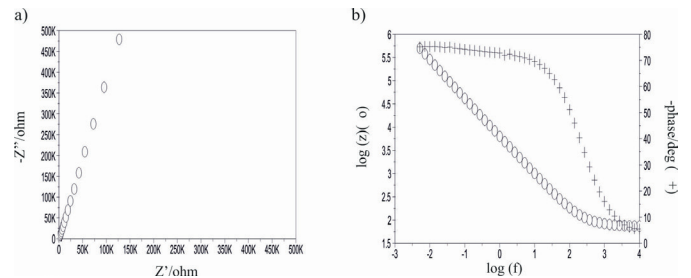 a)
500K
450K
400K
350K
300K
250K
200K
150K
100K
50K
0
-Z''/ohm
0 50K 100K 150K 200K 250K 300K 350K 400K 450K 500K
Z'/ohm
b)
6
5.5
5
4.5
4
3.5
3
2.5
2
1.5
log (z)( o)
80
70
60
50
40
30
20
10
0
-phase/deg ( +)
-3 -2 -1 0 1 2 3 4
log (f)